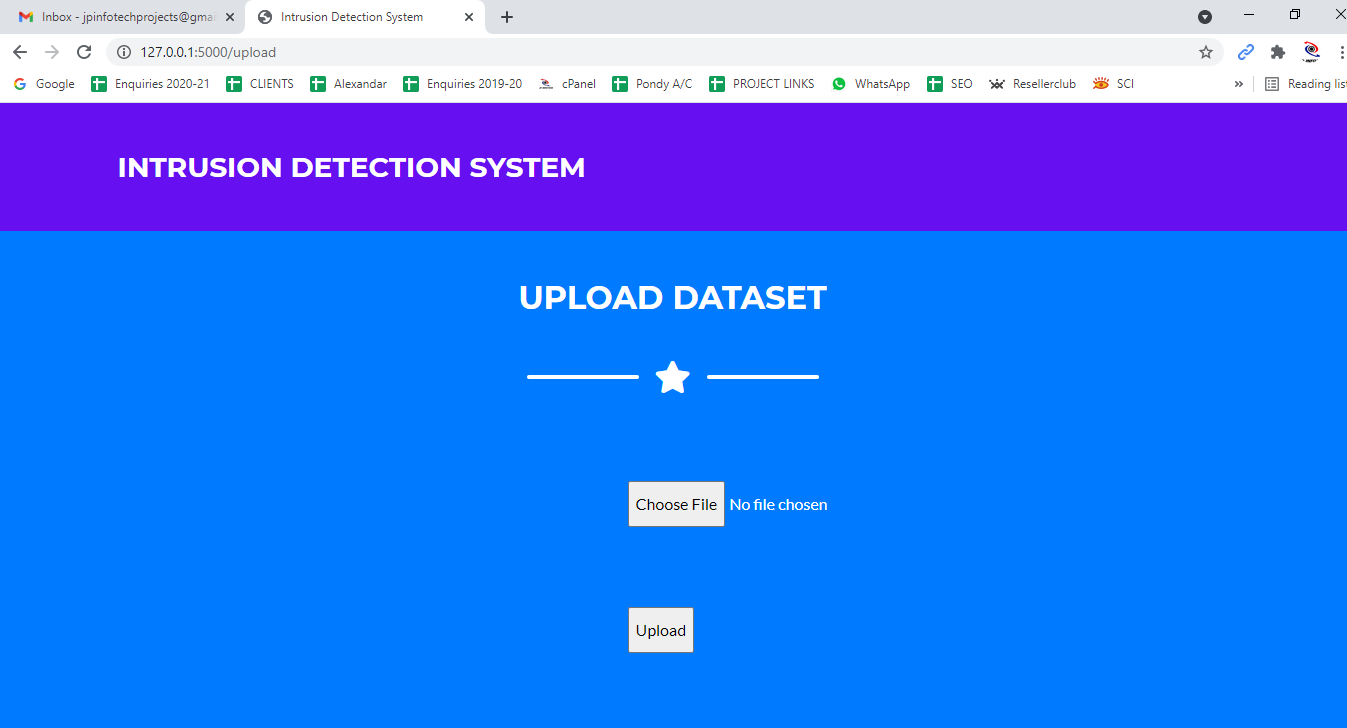 Inbox - jpinfotechprojects@gma
Intrusion Detection System
127.0.0.1:5000/upload
Google Enquiries 2020-21 CLIENTS Alexandar Enquiries 2019-20 cPanel Pondy A/C PROJECT LINKS WhatsApp SEO Resellerclub SCI » Reading list
INTRUSION DETECTION SYSTEM
UPLOAD DATASET
Choose File No file chosen
Upload